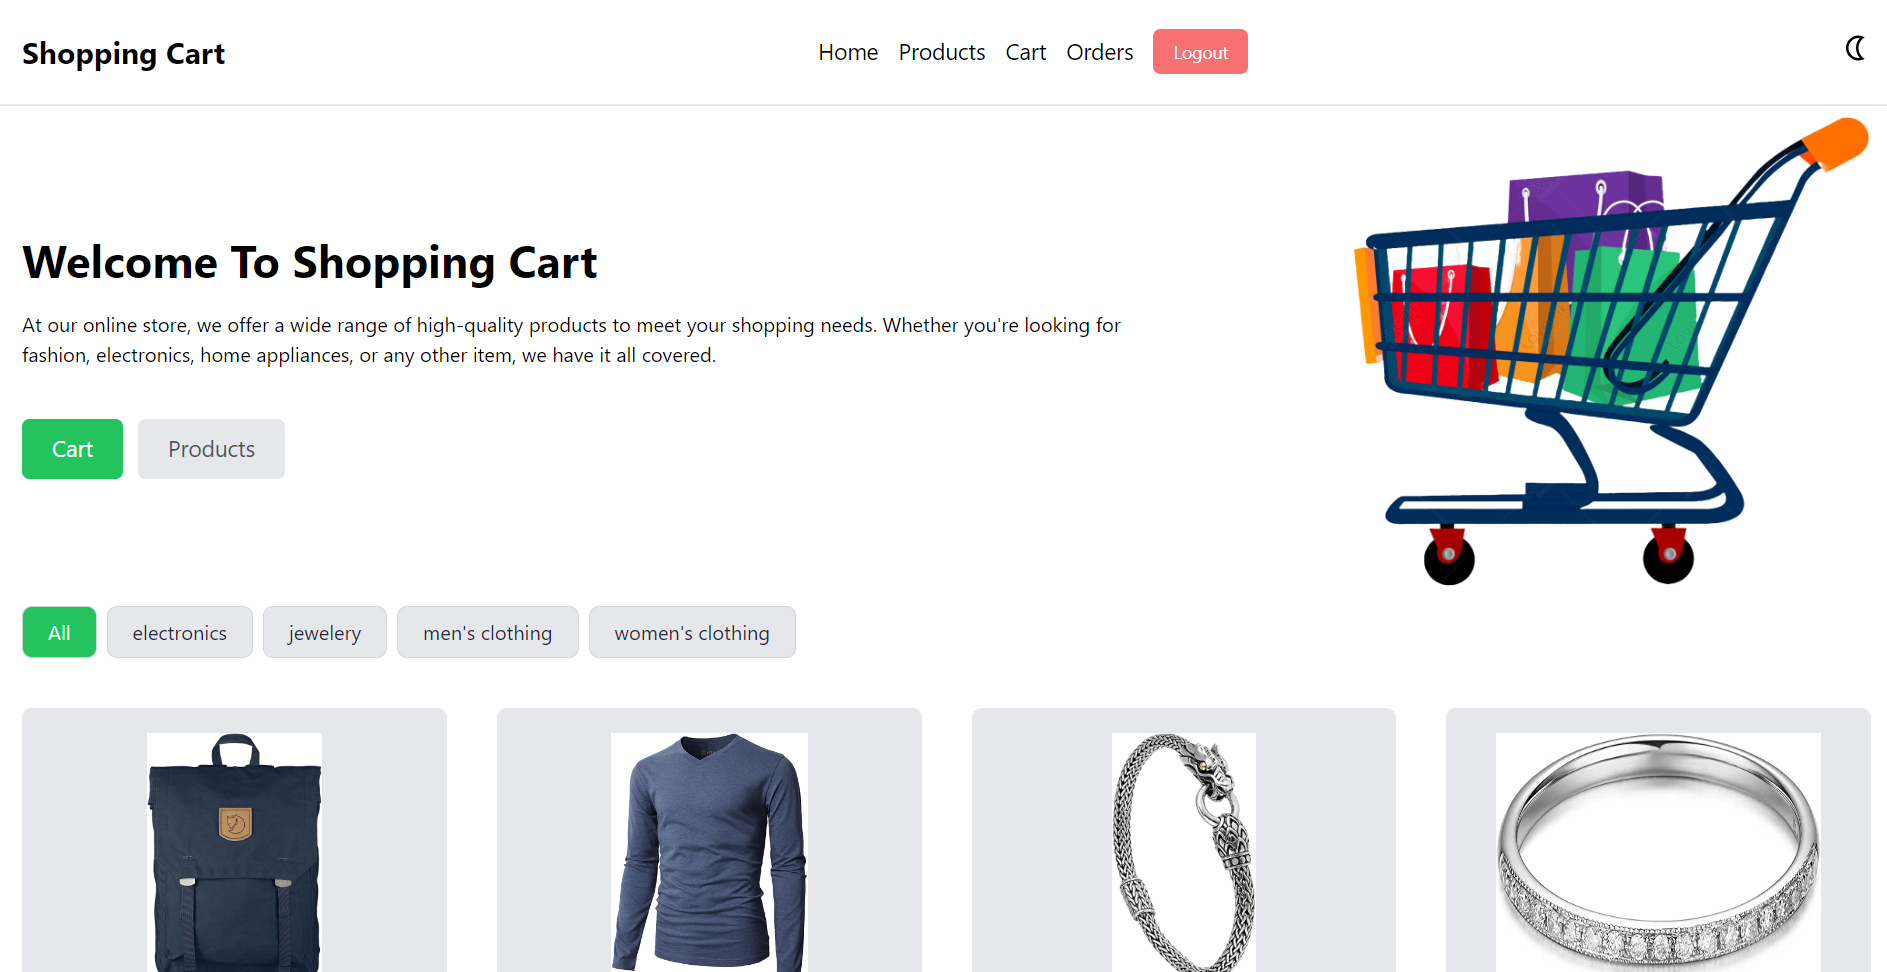 Shopping Cart
Home Products Cart Orders Logout
Welcome To Shopping Cart
At our online store, we offer a wide range of high-quality products to meet your shopping needs. Whether you're looking for
fashion, electronics, home appliances, or any other item, we have it all covered.
Cart Products
All electronics jewelery men's clothing women's clothing